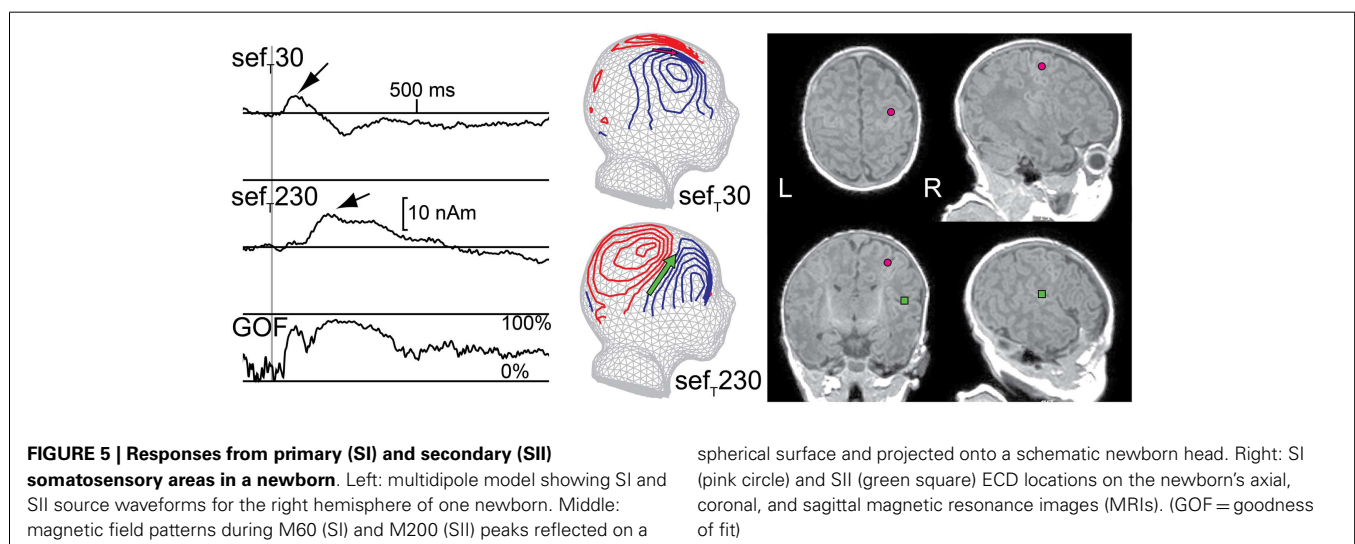 sefT30
500 ms
sefT230
10 nAm
GOF
100%
0%
sefT30
sefT230
L
R
FIGURE 5 | Responses from primary (SI) and secondary (SII)
somatosensory areas in a newborn. Left: multidipole model showing SI and
SII source waveforms for the right hemisphere of one newborn. Middle:
magnetic field patterns during M60 (SI) and M200 (SII) peaks reflected on a
spherical surface and projected onto a schematic newborn head. Right: SI
(pink circle) and SII (green square) ECD locations on the newborn's axial,
coronal, and sagittal magnetic resonance images (MRIs). (GOF = goodness
of fit)